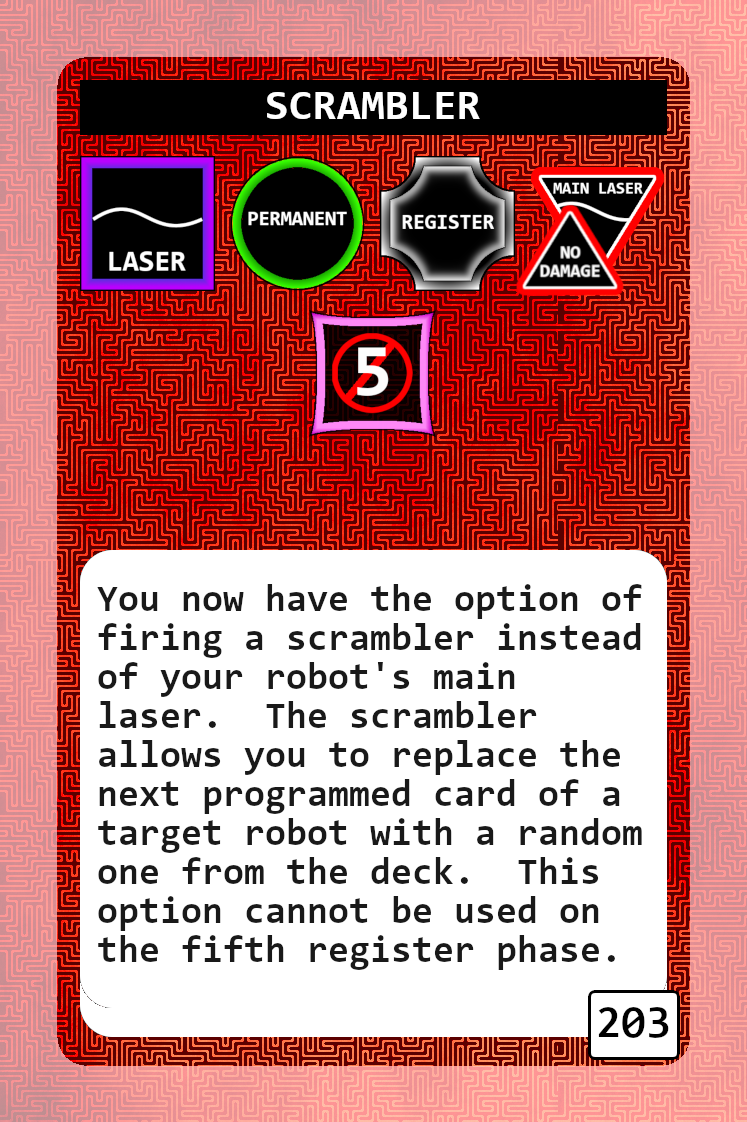 SCRAMBLER
LASER
PERMANENT
REGISTER
MAIN LASER
NO
DAMAGE
5
You now have the option of
firing a scrambler instead
of your robot's main
laser.  The scrambler
allows you to replace the
next programmed card of a
target robot with a random
one from the deck.  This
option cannot be used on
the fifth register phase.
203